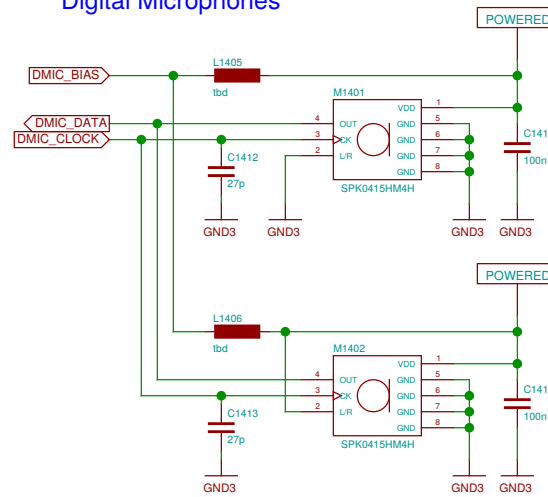 Digital Microphones
POWERED
L1405
DMIC_BIAS
tbd
M1401
DMIC_DATA
DMIC_CLOCK
4 OUT VDD 1
3 CK GND 5
2 L/R GND 6
GND 7
GND 8
C1412
27p
SPK0415HM4H
C141
100n
GND3 GND3 GND3 GND3
POWERED
L1406
tbd
M1402
4 OUT VDD 1
3 CK GND 5
2 L/R GND 6
GND 7
GND 8
C1413
27p
SPK0415HM4H
C141
100n
GND3 GND3 GND3